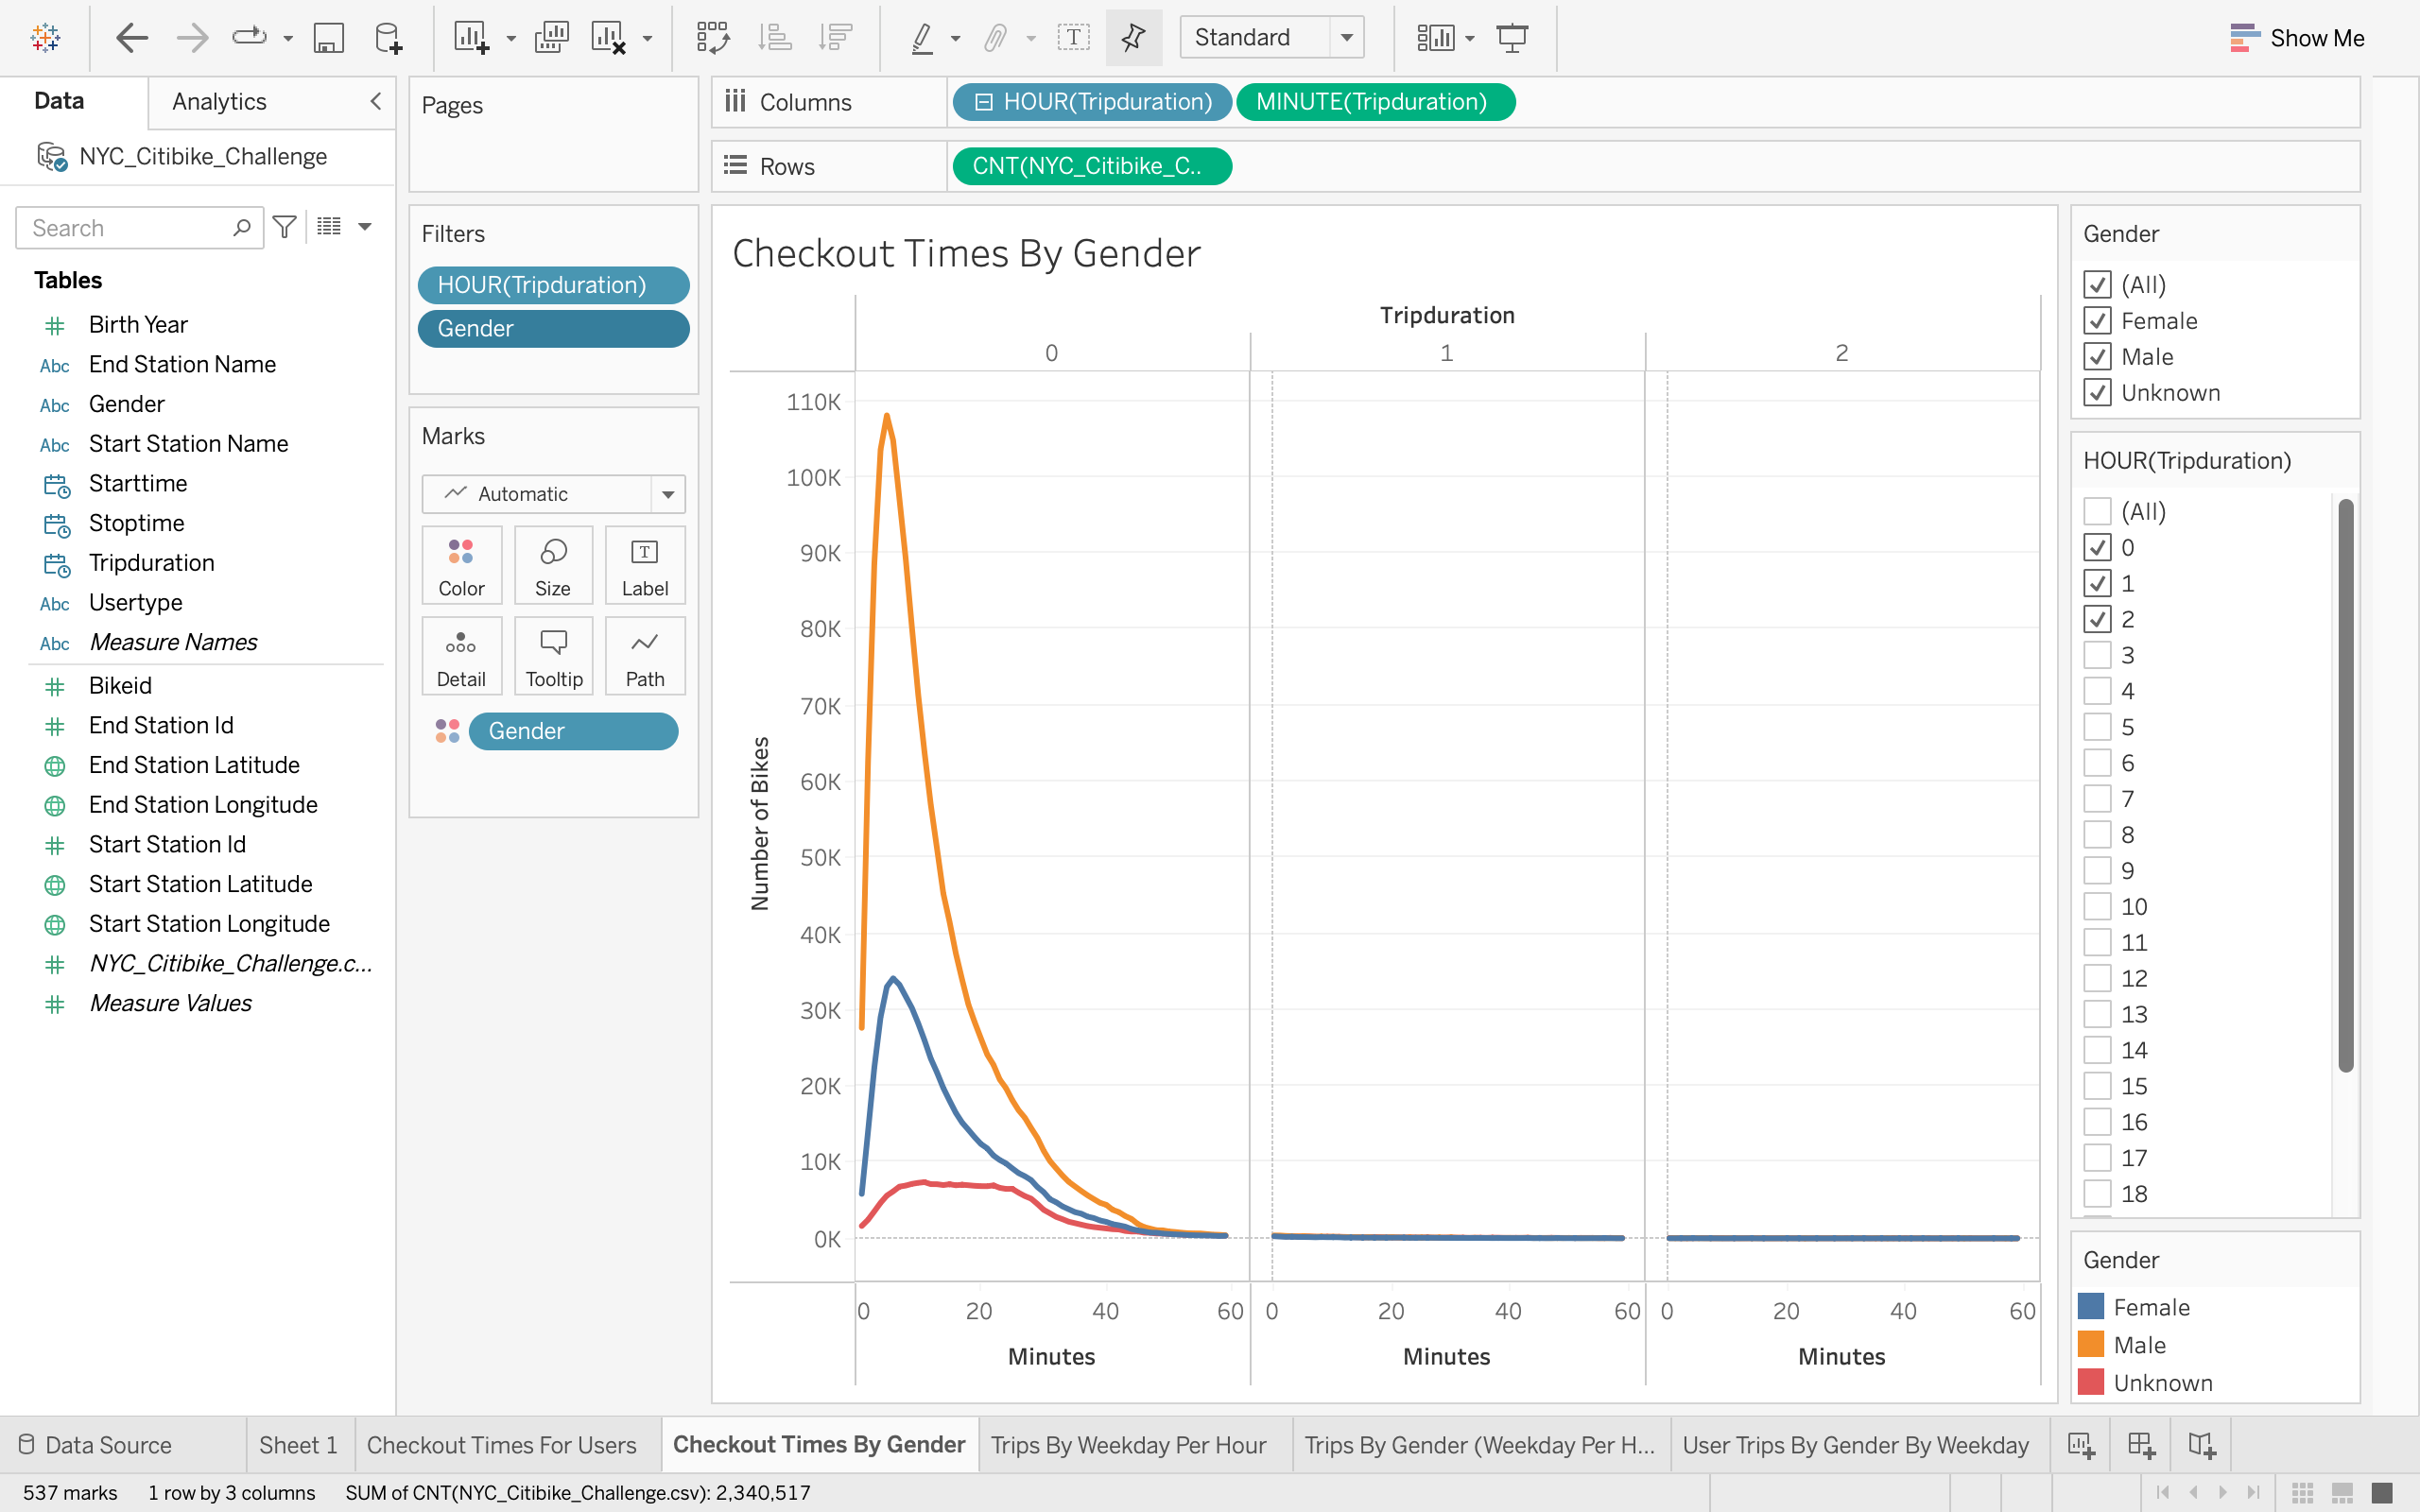 Standard
Show Me
Data
Analytics
NYC_Citibike_Challenge
Search
Tables
Birth Year
Abc End Station Name
Abc Gender
Abc Start Station Name
Starttime
Stoptime
Tripduration
Abc Usertype
Abc Measure Names
Bikeid
End Station Id
End Station Latitude
End Station Longitude
Start Station Id
Start Station Latitude
Start Station Longitude
NYC_Citibike_Challenge.c...
Measure Values
Pages
Filters
HOUR(Tripduration)
Gender
Marks
Automatic
Color Size Label
Detail Tooltip Path
Gender
Columns HOUR(Tripduration) MINUTE(Tripduration)
Rows CNT(NYC_Citibike_C..
Checkout Times By Gender
Tripduration
0 1 2
110K
100K
90K
80K
70K
60K
50K
40K
30K
20K
10K
0K
Number of Bikes
0 20 40 60 0 20 40 60 0 20 40 60
Minutes Minutes Minutes
Gender
(All)
Female
Male
Unknown
HOUR(Tripduration)
(All)
0
1
2
3
4
5
6
7
8
9
10
11
12
13
14
15
16
17
18
Gender
Female
Male
Unknown
Data Source Sheet 1 Checkout Times For Users Checkout Times By Gender Trips By Weekday Per Hour Trips By Gender (Weekday Per H... User Trips By Gender By Weekday
537 marks 1 row by 3 columns SUM of CNT(NYC_Citibike_Challenge.csv): 2,340,517